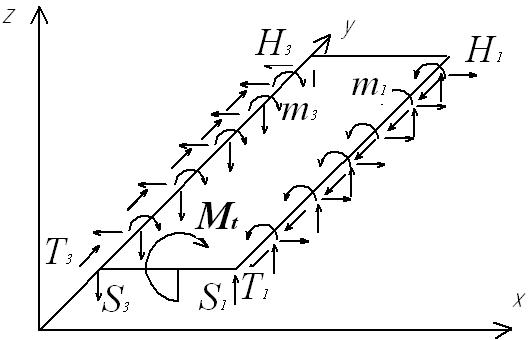 z
H₃
y
H₁
m₃
m₁
Mₜ
T₃
S₃
S₁
T₁
x